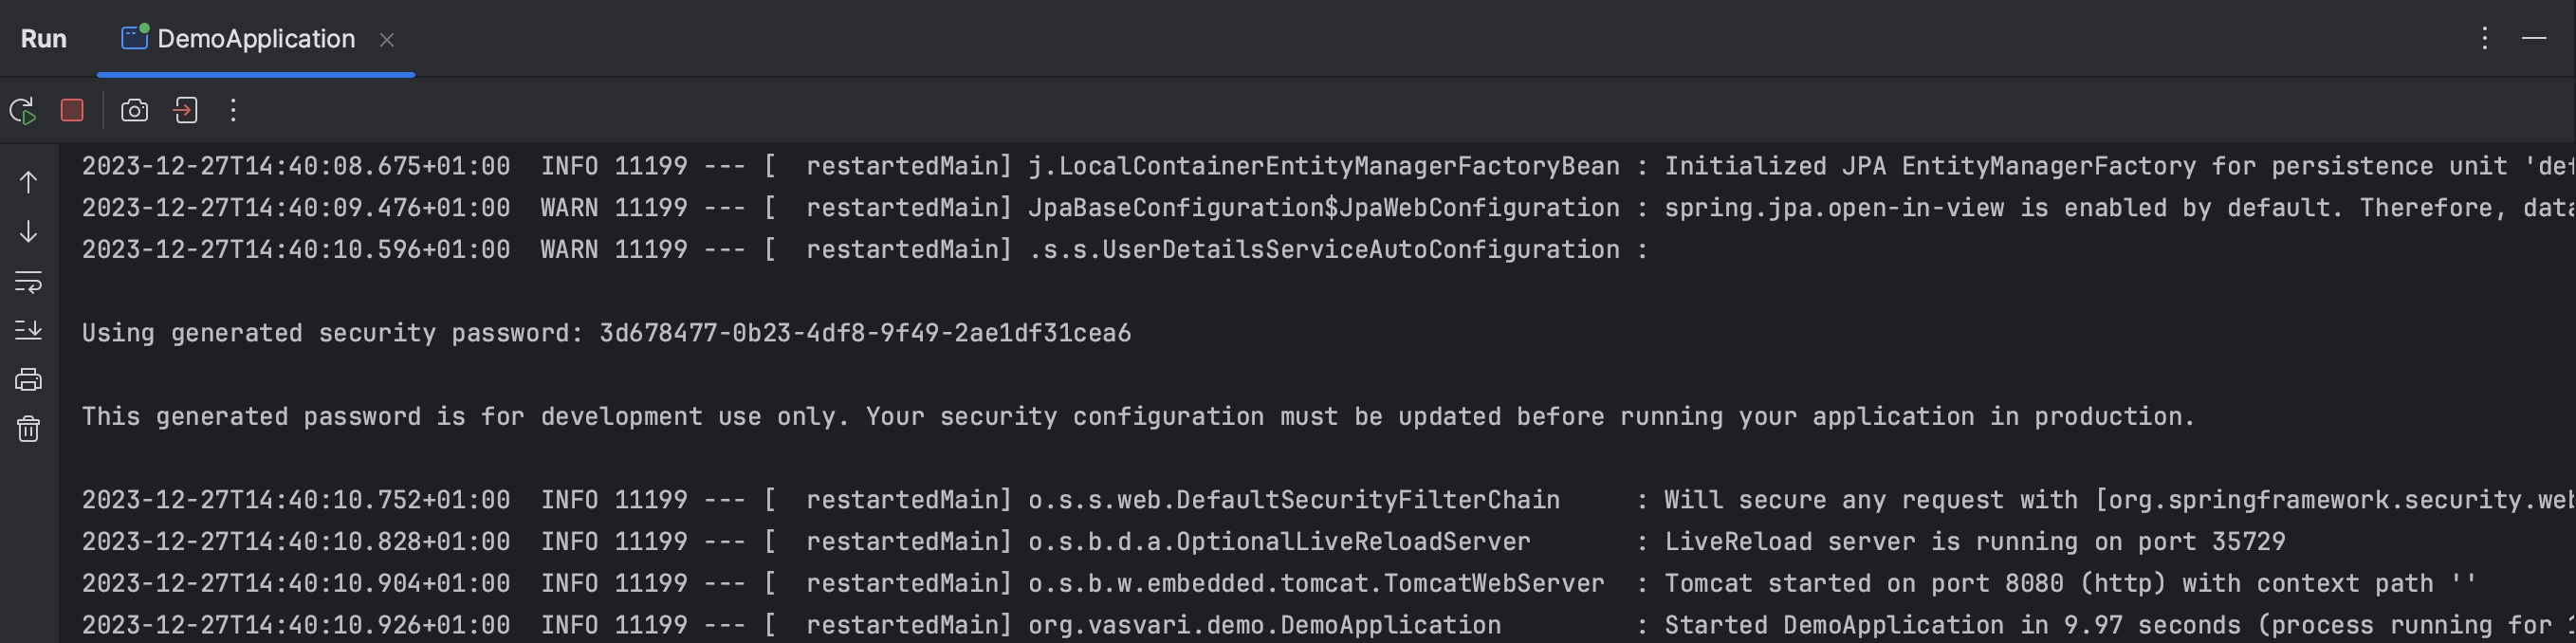 Run DemoApplication
2023-12-27T14:40:08.675+01:00  INFO 11199 --- [  restartedMain] j.LocalContainerEntityManagerFactoryBean : Initialized JPA EntityManagerFactory for persistence unit 'def
2023-12-27T14:40:09.476+01:00  WARN 11199 --- [  restartedMain] JpaBaseConfiguration$JpaWebConfiguration : spring.jpa.open-in-view is enabled by default. Therefore, data
2023-12-27T14:40:10.596+01:00  WARN 11199 --- [  restartedMain] .s.s.UserDetailsServiceAutoConfiguration :
Using generated security password: 3d678477-0b23-4df8-9f49-2ae1df31cea6
This generated password is for development use only. Your security configuration must be updated before running your application in production.
2023-12-27T14:40:10.752+01:00  INFO 11199 --- [  restartedMain] o.s.s.web.DefaultSecurityFilterChain     : Will secure any request with [org.springframework.security.web
2023-12-27T14:40:10.828+01:00  INFO 11199 --- [  restartedMain] o.s.b.d.a.OptionalLiveReloadServer       : LiveReload server is running on port 35729
2023-12-27T14:40:10.904+01:00  INFO 11199 --- [  restartedMain] o.s.b.w.embedded.tomcat.TomcatWebServer  : Tomcat started on port 8080 (http) with context path ''
2023-12-27T14:40:10.926+01:00  INFO 11199 --- [  restartedMain] org.vasvari.demo.DemoApplication         : Started DemoApplication in 9.97 seconds (process running for